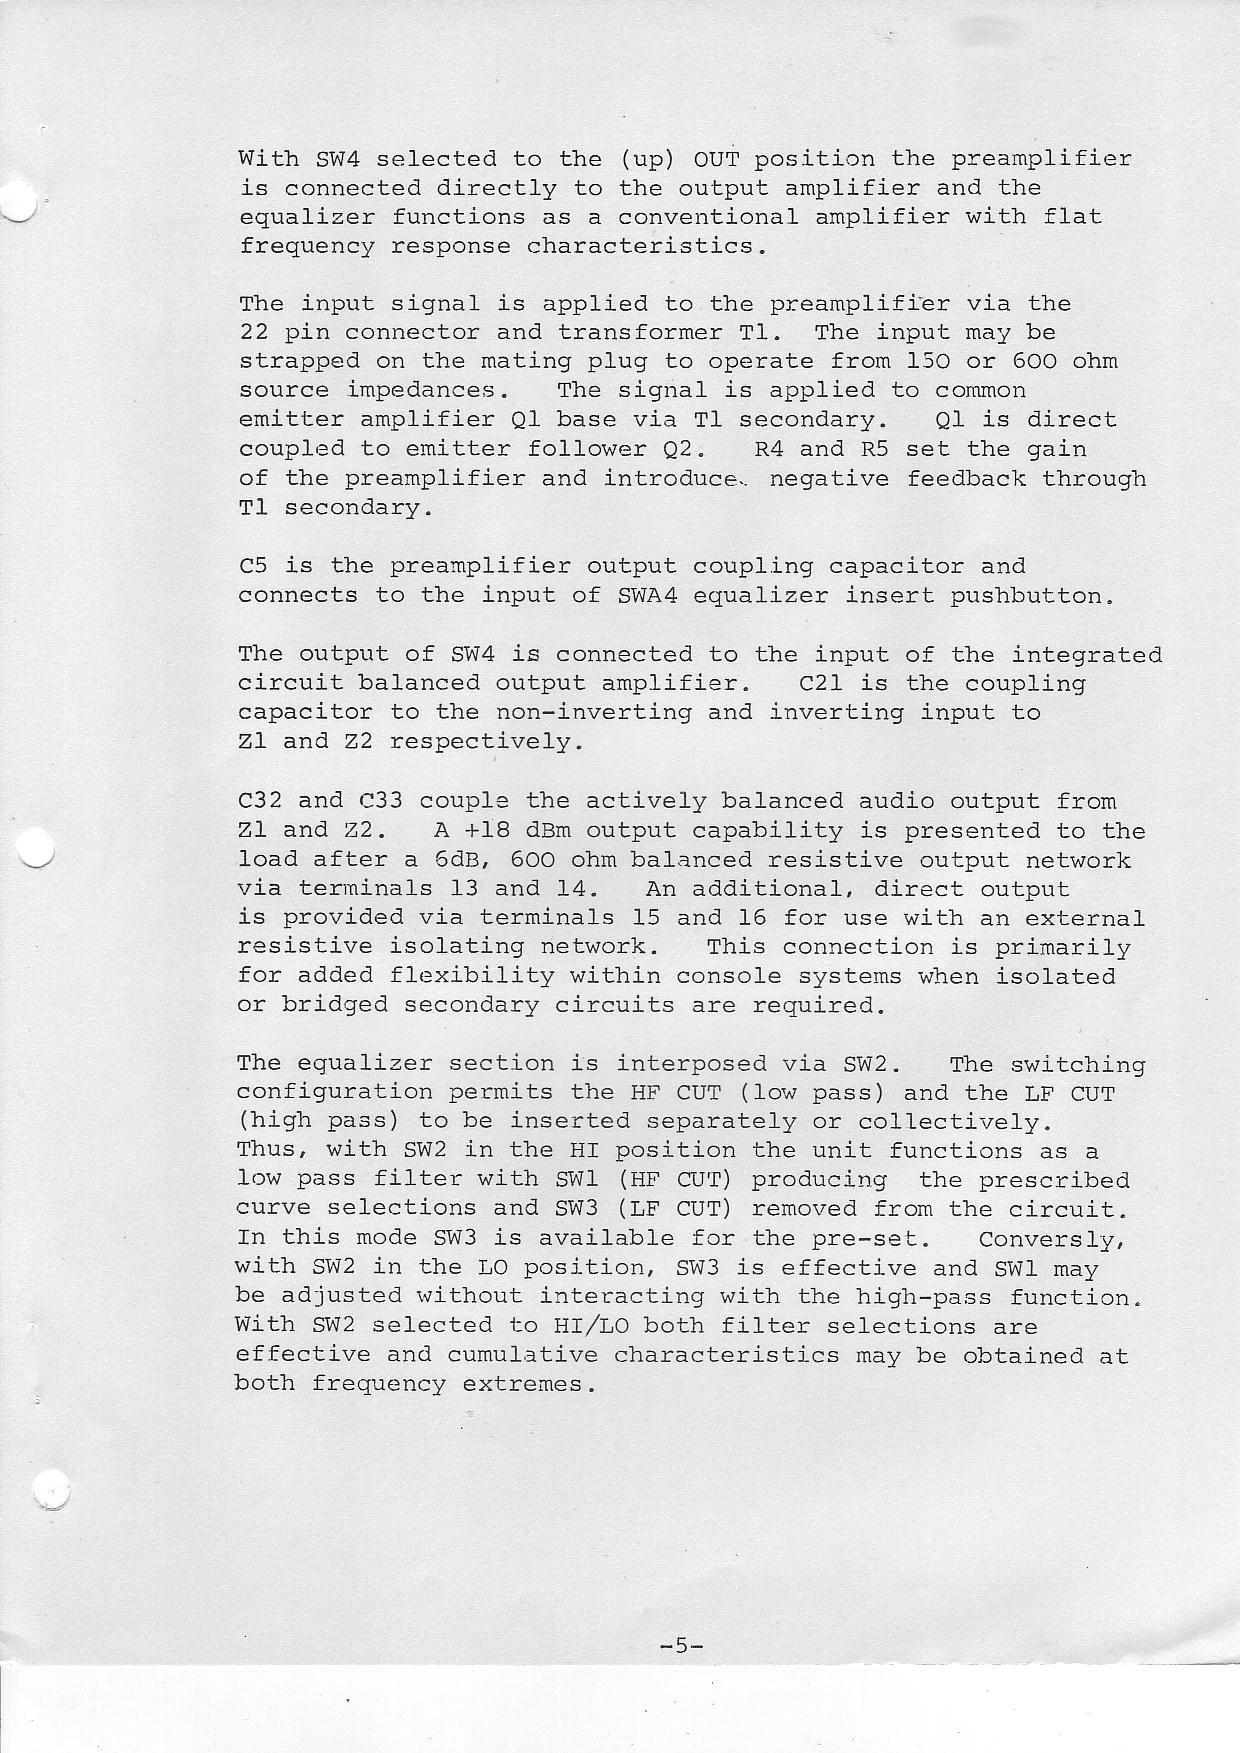 With SW4 selected to the (up) OUT position the preamplifier
is connected directly to the output amplifier and the
equalizer functions as a conventional amplifier with flat
frequency response characteristics.
The input signal is applied to the preamplifier via the
22 pin connector and transformer T1.  The input may be
strapped on the mating plug to operate from 150 or 600 ohm
source impedances.  The signal is applied to common
emitter amplifier Q1 base via T1 secondary.  Q1 is direct
coupled to emitter follower Q2.  R4 and R5 set the gain
of the preamplifier and introduce negative feedback through
T1 secondary.
C5 is the preamplifier output coupling capacitor and
connects to the input of SWA4 equalizer insert pushbutton.
The output of SW4 is connected to the input of the integrated
circuit balanced output amplifier.  C21 is the coupling
capacitor to the non-inverting and inverting input to
Z1 and Z2 respectively.
C32 and C33 couple the actively balanced audio output from
Z1 and Z2.  A +18 dBm output capability is presented to the
load after a 6dB, 600 ohm balanced resistive output network
via terminals 13 and 14.  An additional, direct output
is provided via terminals 15 and 16 for use with an external
resistive isolating network.  This connection is primarily
for added flexibility within console systems when isolated
or bridged secondary circuits are required.
The equalizer section is interposed via SW2.  The switching
configuration permits the HF CUT (low pass) and the LF CUT
(high pass) to be inserted separately or collectively.
Thus, with SW2 in the HI position the unit functions as a
low pass filter with SW1 (HF CUT) producing  the prescribed
curve selections and SW3 (LF CUT) removed from the circuit.
In this mode SW3 is available for the pre-set.  Conversly,
with SW2 in the LO position, SW3 is effective and SW1 may
be adjusted without interacting with the high-pass function.
With SW2 selected to HI/LO both filter selections are
effective and cumulative characteristics may be obtained at
both frequency extremes.
-5-